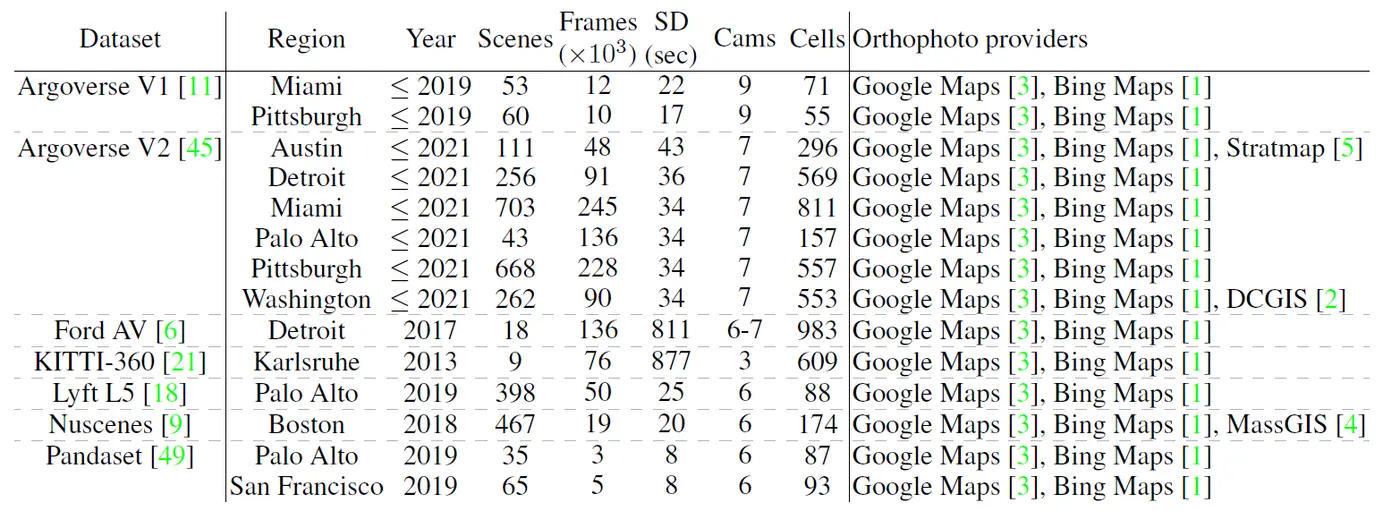 Dataset Region Year Scenes Frames (×10³) SD (sec) Cams Cells Orthophoto providers
Argoverse V1 [11] Miami ≤ 2019 53 12 22 9 71 Google Maps [3], Bing Maps [1]
Pittsburgh ≤ 2019 60 10 17 9 55 Google Maps [3], Bing Maps [1]
Argoverse V2 [45] Austin ≤ 2021 111 48 43 7 296 Google Maps [3], Bing Maps [1], Stratmap [5]
Detroit ≤ 2021 256 91 36 7 569 Google Maps [3], Bing Maps [1]
Miami ≤ 2021 703 245 34 7 811 Google Maps [3], Bing Maps [1]
Palo Alto ≤ 2021 43 136 34 7 157 Google Maps [3], Bing Maps [1]
Pittsburgh ≤ 2021 668 228 34 7 557 Google Maps [3], Bing Maps [1]
Washington ≤ 2021 262 90 34 7 553 Google Maps [3], Bing Maps [1], DCGIS [2]
Ford AV [6] Detroit 2017 18 136 811 6-7 983 Google Maps [3], Bing Maps [1]
KITTI-360 [21] Karlsruhe 2013 9 76 877 3 609 Google Maps [3], Bing Maps [1]
Lyft L5 [18] Palo Alto 2019 398 50 25 6 88 Google Maps [3], Bing Maps [1]
Nuscenes [9] Boston 2018 467 19 20 6 174 Google Maps [3], Bing Maps [1], MassGIS [4]
Pandaset [49] Palo Alto 2019 35 3 8 6 87 Google Maps [3], Bing Maps [1]
San Francisco 2019 65 5 8 6 93 Google Maps [3], Bing Maps [1]